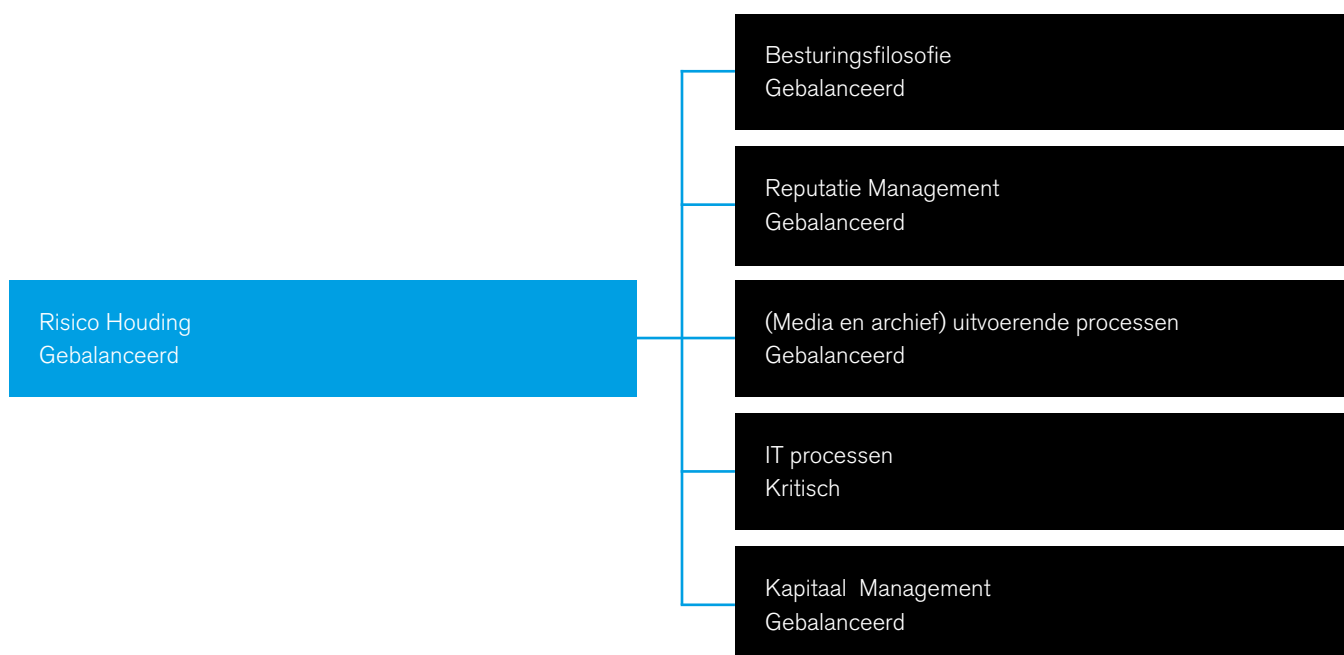 Besturingsfilosofie
Gebalanceerd
Reputatie Management
Gebalanceerd
Risico Houding
Gebalanceerd
(Media en archief) uitvoerende processen
Gebalanceerd
IT processen
Kritisch
Kapitaal Management
Gebalanceerd